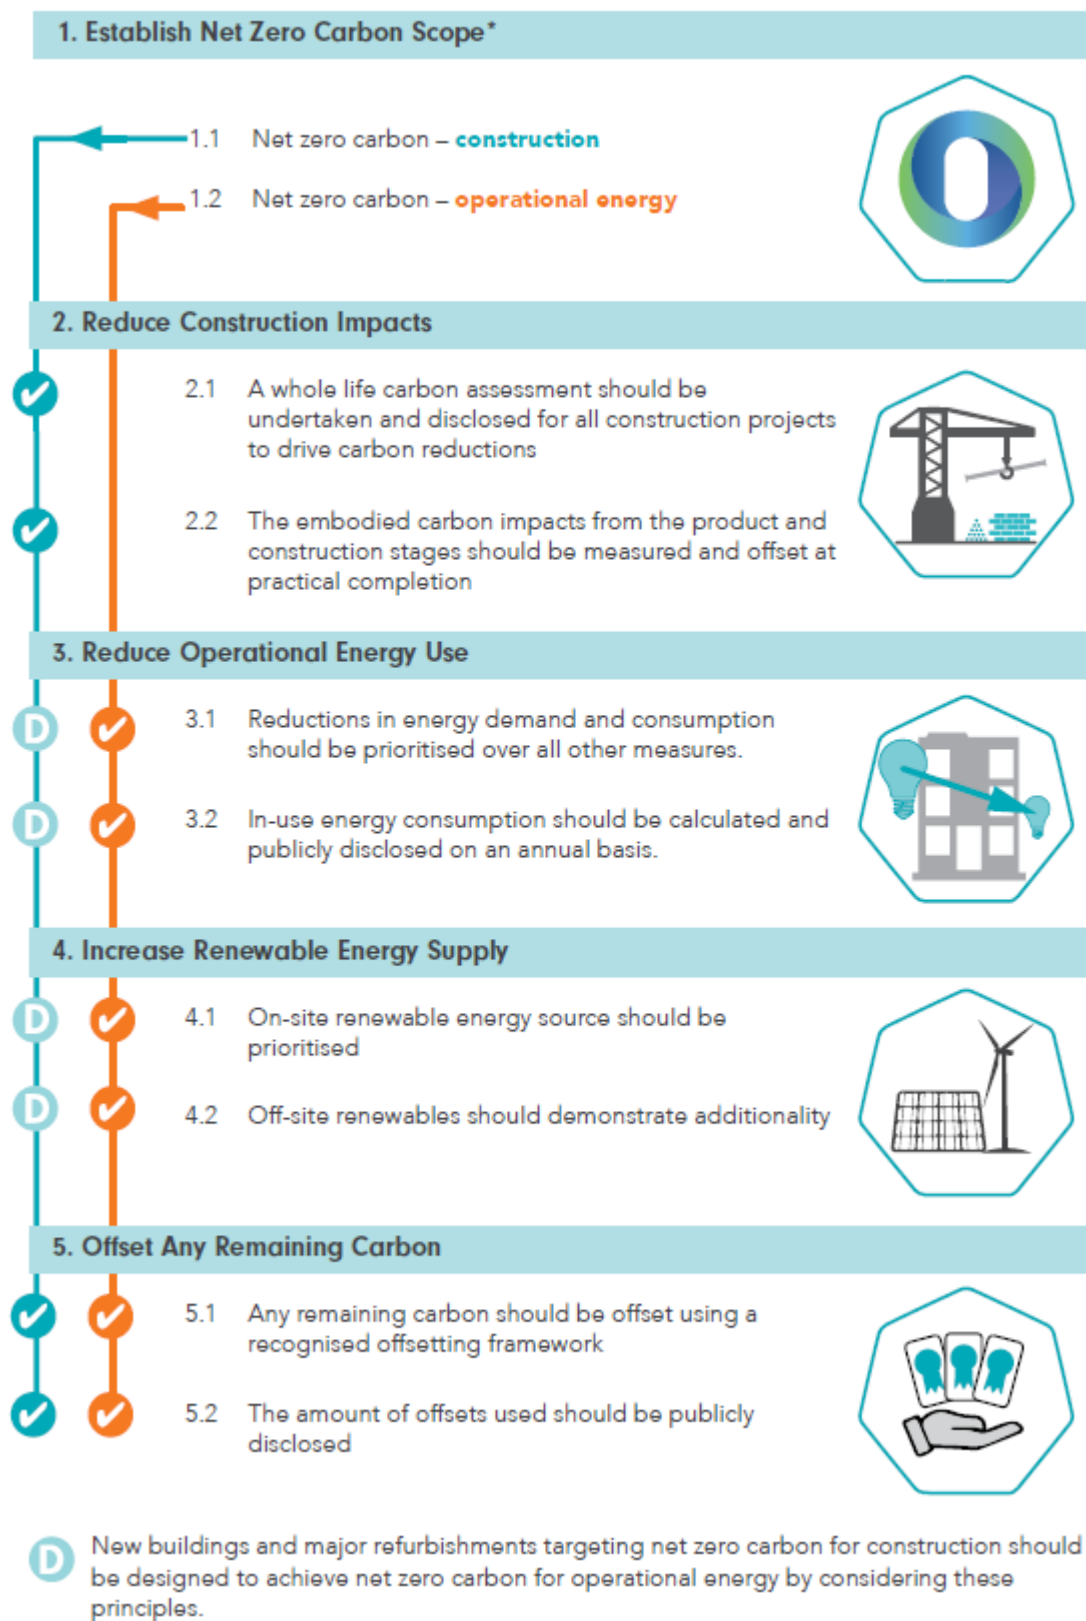 1. Establish Net Zero Carbon Scope*
1.1 Net zero carbon – construction
1.2 Net zero carbon – operational energy
2. Reduce Construction Impacts
2.1 A whole life carbon assessment should be
undertaken and disclosed for all construction projects
to drive carbon reductions
2.2 The embodied carbon impacts from the product and
construction stages should be measured and offset at
practical completion
3. Reduce Operational Energy Use
D 3.1 Reductions in energy demand and consumption
should be prioritised over all other measures.
D 3.2 In-use energy consumption should be calculated and
publicly disclosed on an annual basis.
4. Increase Renewable Energy Supply
D 4.1 On-site renewable energy source should be
prioritised
D 4.2 Off-site renewables should demonstrate additionality
5. Offset Any Remaining Carbon
5.1 Any remaining carbon should be offset using a
recognised offsetting framework
5.2 The amount of offsets used should be publicly
disclosed
D New buildings and major refurbishments targeting net zero carbon for construction should
be designed to achieve net zero carbon for operational energy by considering these
principles.